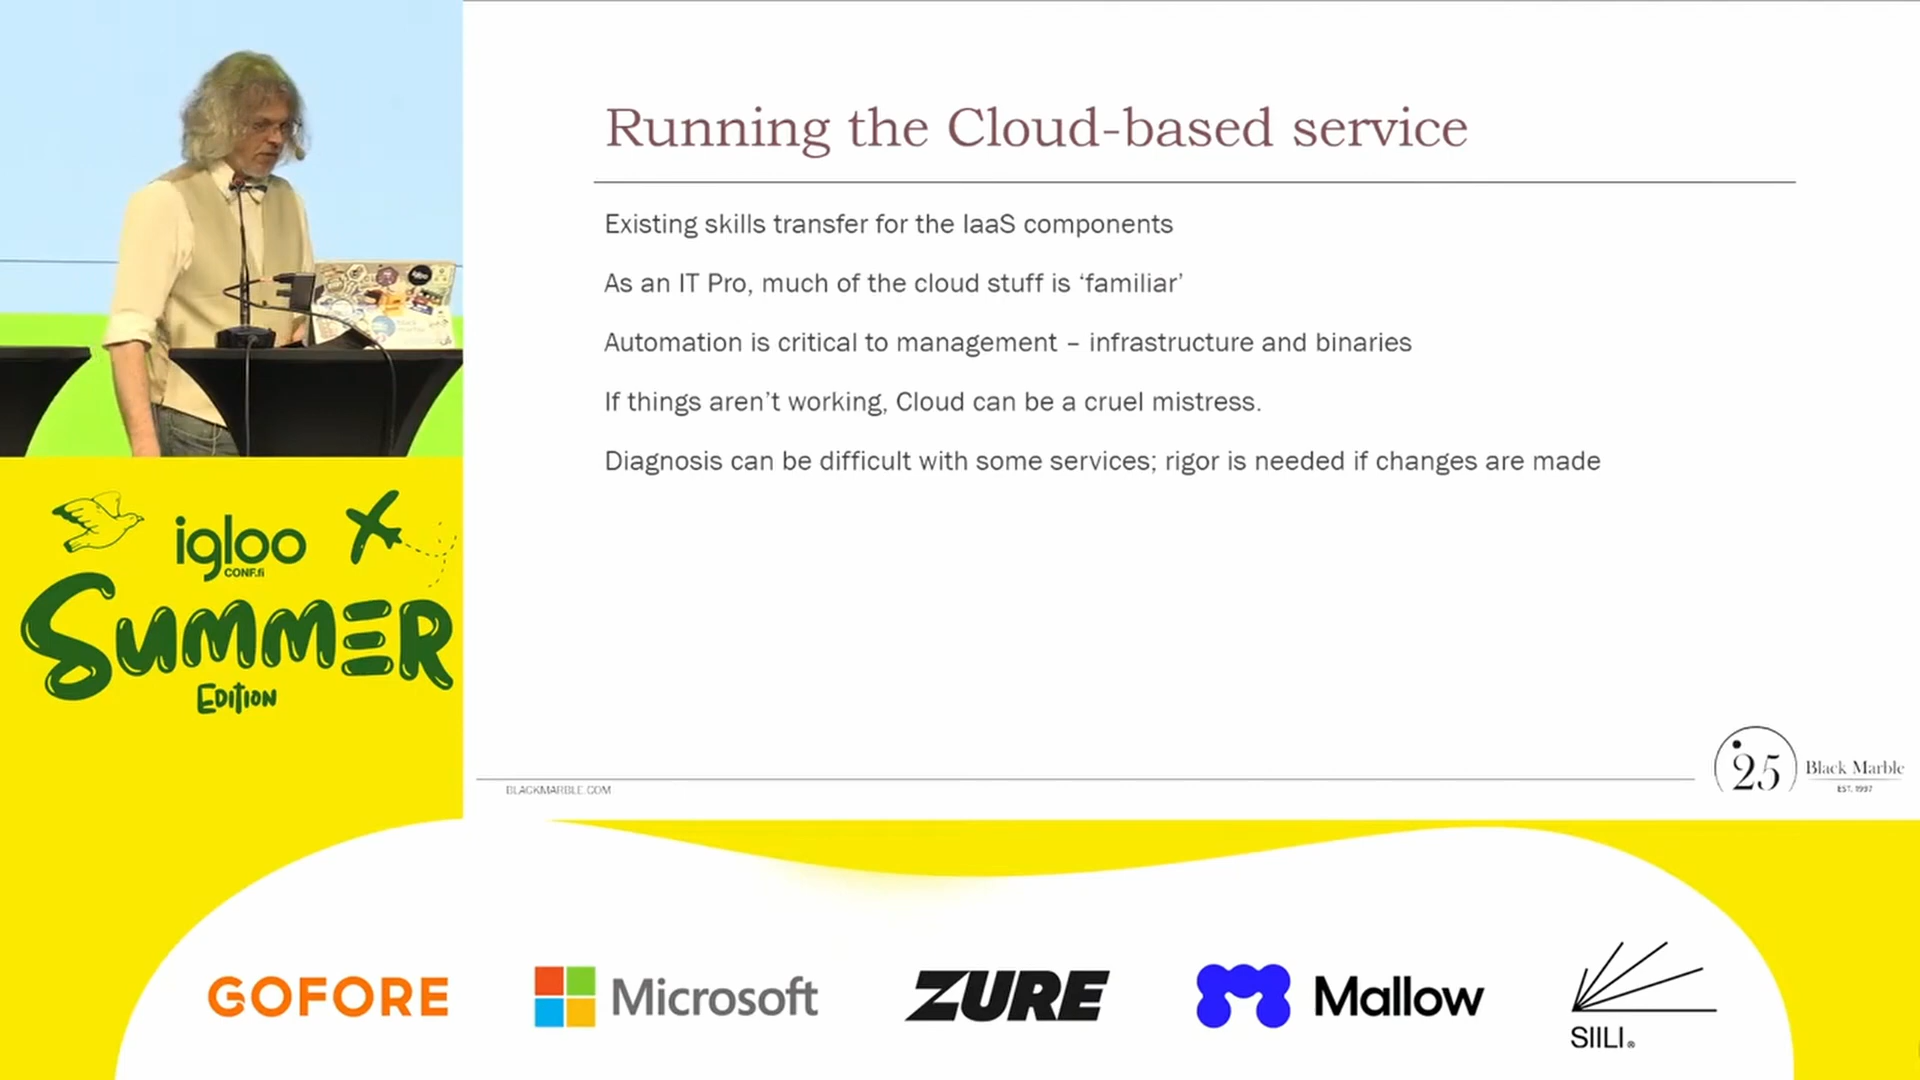 Running the Cloud-based service
Existing skills transfer for the IaaS components
As an IT Pro, much of the cloud stuff is ‘familiar’
Automation is critical to management – infrastructure and binaries
If things aren’t working, Cloud can be a cruel mistress.
Diagnosis can be difficult with some services; rigor is needed if changes are made
BLACKMARBLE.COM
25
Black Marble
EST. 1997
igloo
CONF.fi
SUMMER
EDITION
igloo
GOFORE
Microsoft
ZURE
Mallow
SIILI®